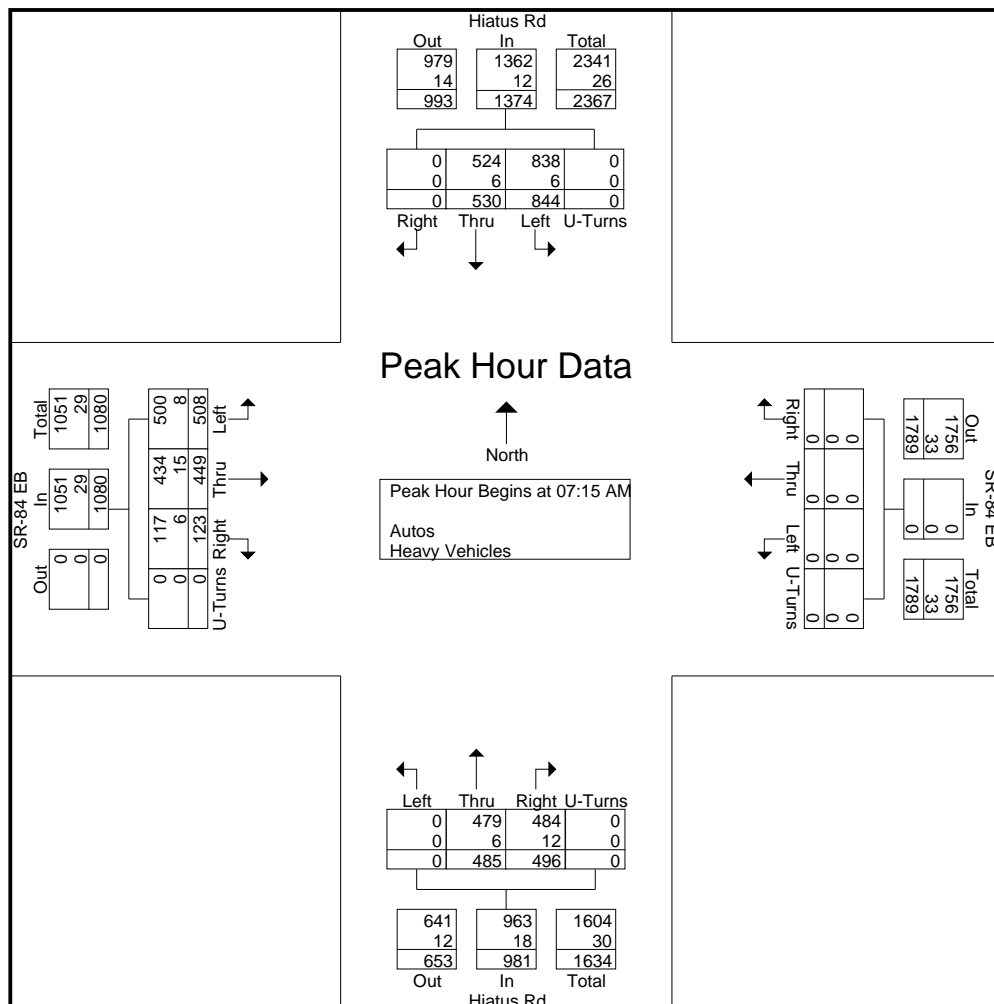 Hiatus Rd
Out In Total
979 1362 2341
14 12 26
993 1374 2367
0 524 838 0
0 6 6 0
0 530 844 0
Right Thru Left U-Turns
Peak Hour Data
North
Peak Hour Begins at 07:15 AM
Autos
Heavy Vehicles
SR-84 EB
Out In Total
0 1051 1051
0 29 29
0 1080 1080
0 117 434 500
0 6 15 8
0 123 449 508
U-Turns Right Thru Left
SR-84 EB
Out In Total
1756 0 1756
33 0 33
1789 0 1789
0 0 0 0
0 0 0 0
0 0 0 0
Right Thru Left U-Turns
Left Thru Right U-Turns
0 479 484 0
0 6 12 0
0 485 496 0
641 963 1604
12 18 30
653 981 1634
Out In Total
Hiatus Rd